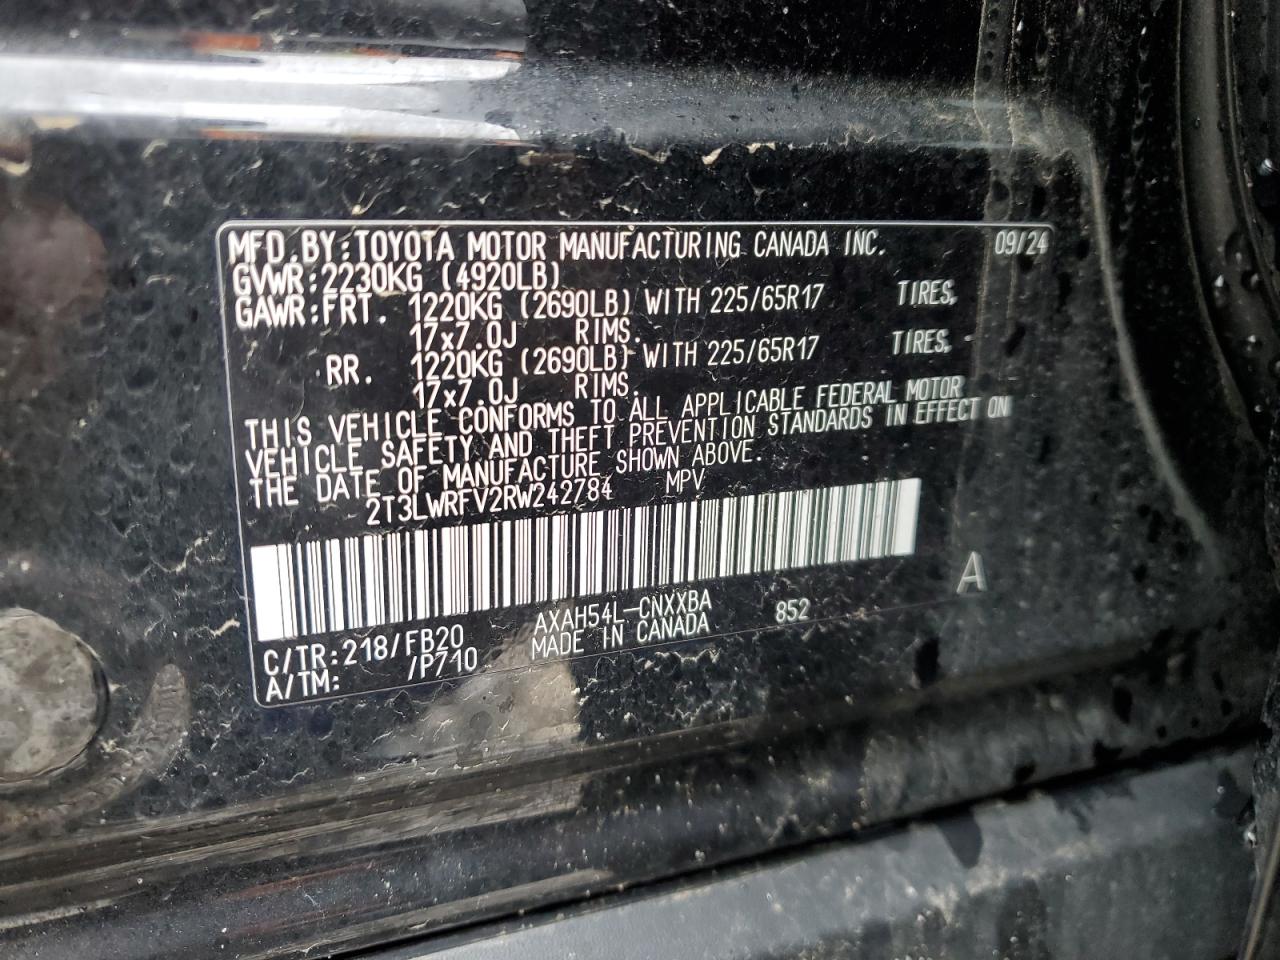 MFD.BY:TOYOTA MOTOR MANUFACTURING CANADA INC. 09/24
GVWR:2230KG (4920LB)
GAWR:FRT. 1220KG (2690LB) WITH 225/65R17 TIRES,
17x7.0J RIMS.
RR. 1220KG (2690LB) WITH 225/65R17 TIRES,
17x7.0J RIMS.
THIS VEHICLE CONFORMS TO ALL APPLICABLE FEDERAL MOTOR
VEHICLE SAFETY AND THEFT PREVENTION STANDARDS IN EFFECT ON
THE DATE OF MANUFACTURE SHOWN ABOVE.
2T3LWRFV2RW242784 MPV
A
C/TR:218/FB20 AXAH54L-CNXXBA 852
A/TM: /P710 MADE IN CANADA